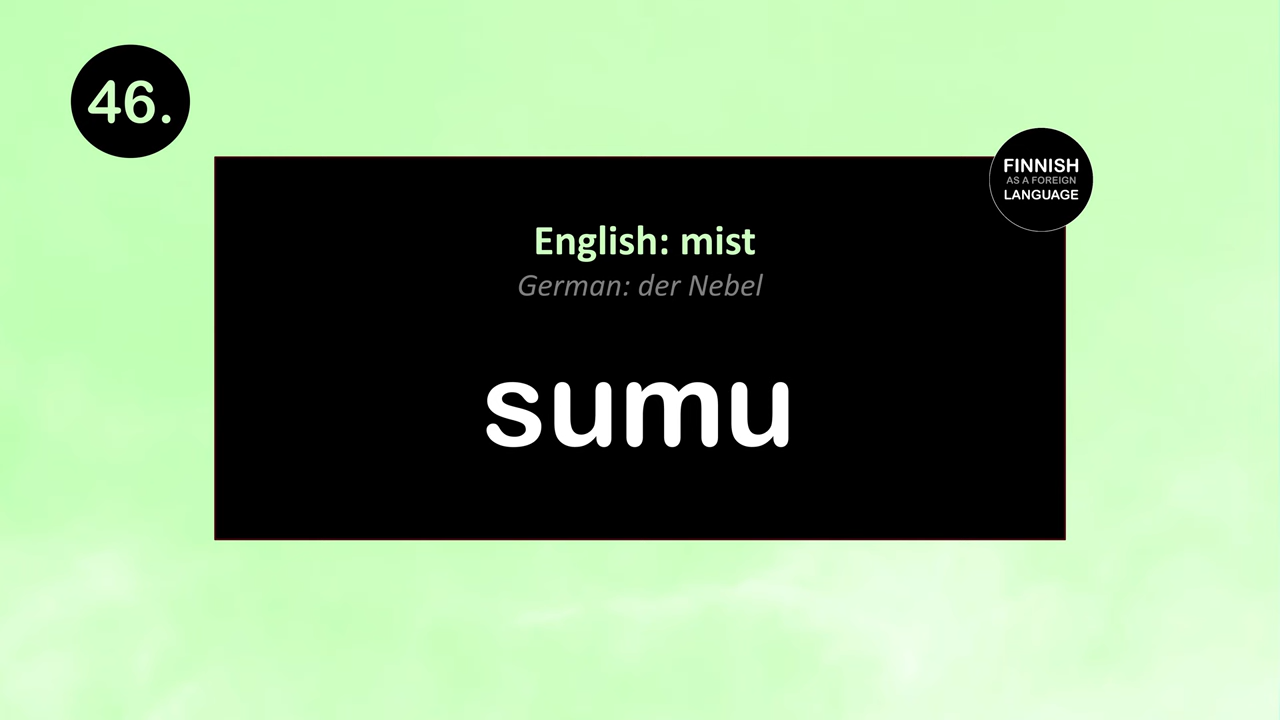 46.
FINNISH
AS A FOREIGN
LANGUAGE
English: mist
German: der Nebel
sumu